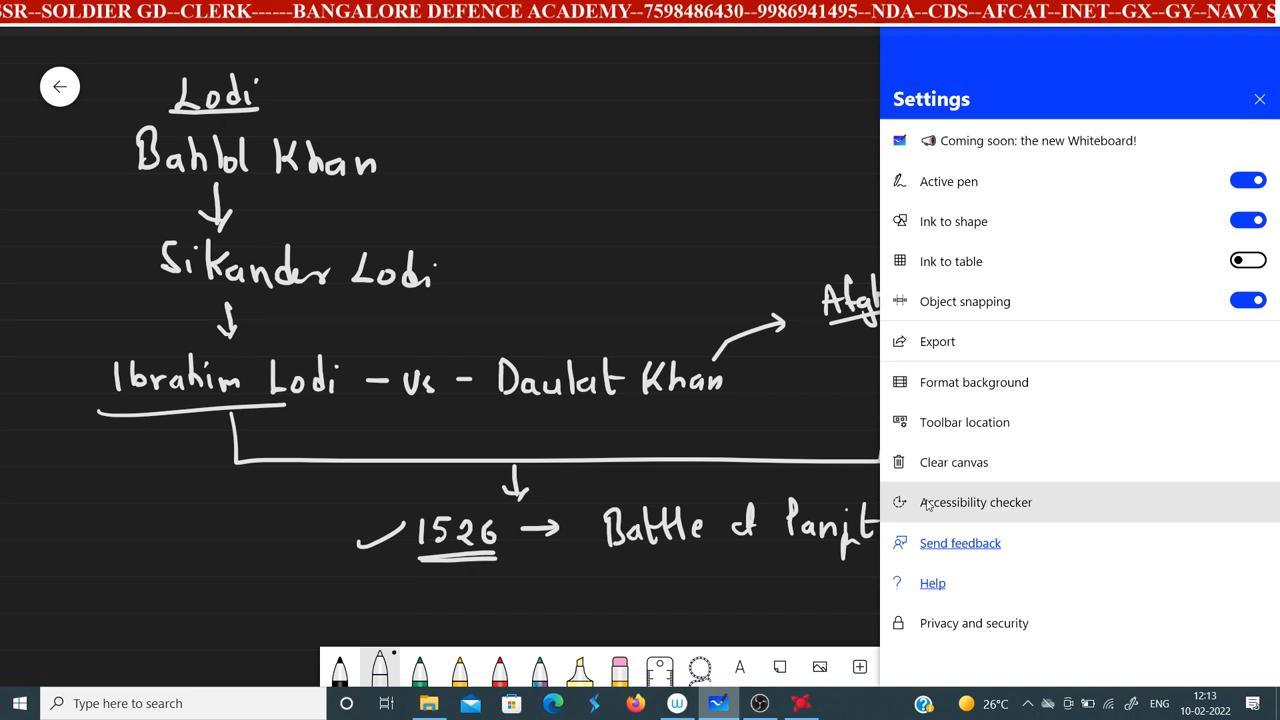 SSR--SOLDIER GD--CLERK------BANGALORE DEFENCE ACADEMY--7598486430--9986941495--NDA--CDS--AFCAT--INET--GX--GY--NAVY S
Lodi
Bahlol Khan
Sikander Lodi
Afgh
Ibrahim Lodi - vs - Daulat Khan
1526 → Battle of Panipt
Settings
Coming soon: the new Whiteboard!
Active pen
Ink to shape
Ink to table
Object snapping
Export
Format background
Toolbar location
Clear canvas
Accessibility checker
Send feedback
Help
Privacy and security
Type here to search
26°C
ENG
12:13
10-02-2022